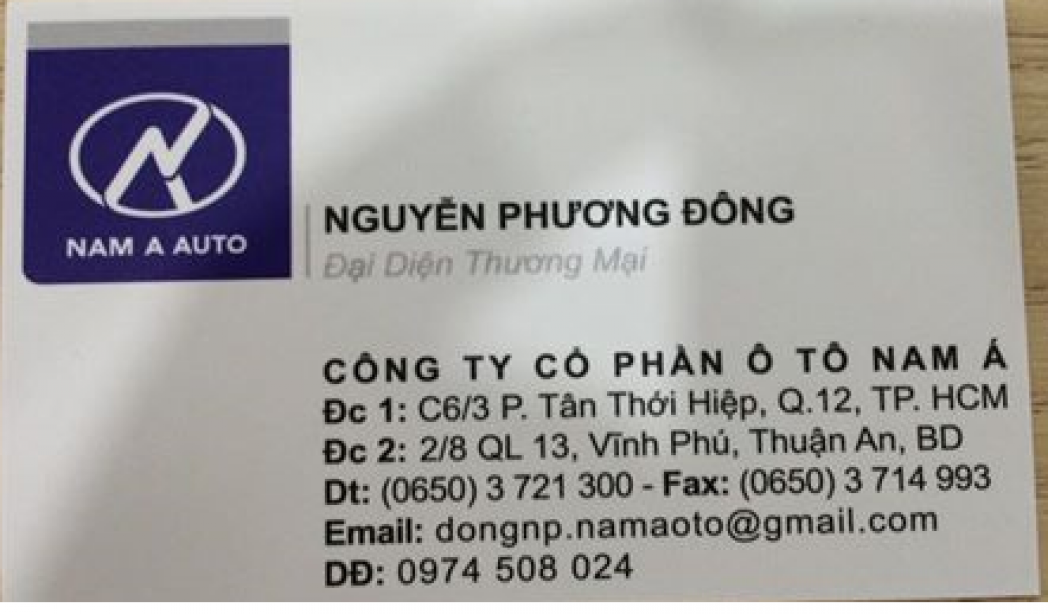 NAM A AUTO
NGUYỄN PHƯƠNG ĐÔNG
Đại Diện Thương Mại
CÔNG TY CỔ PHẦN Ô TÔ NAM Á
Đc 1: C6/3 P. Tân Thới Hiệp, Q.12, TP. HCM
Đc 2: 2/8 QL 13, Vĩnh Phú, Thuận An, BD
Dt: (0650) 3 721 300 - Fax: (0650) 3 714 993
Email: dongnp.namaoto@gmail.com
DĐ: 0974 508 024